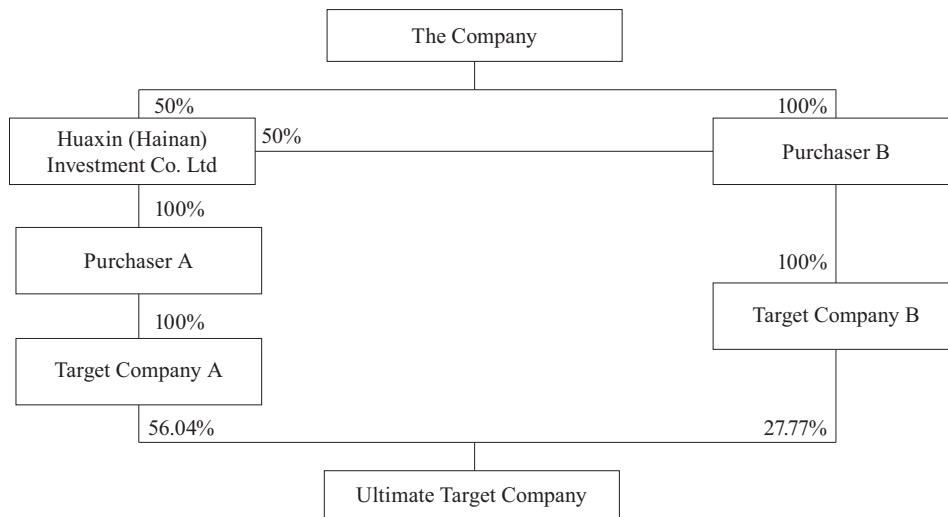 The Company
50%
100%
Huaxin (Hainan)
Investment Co. Ltd
50%
Purchaser B
100%
Purchaser A
100%
Target Company B
100%
Target Company A
56.04%
27.77%
Ultimate Target Company